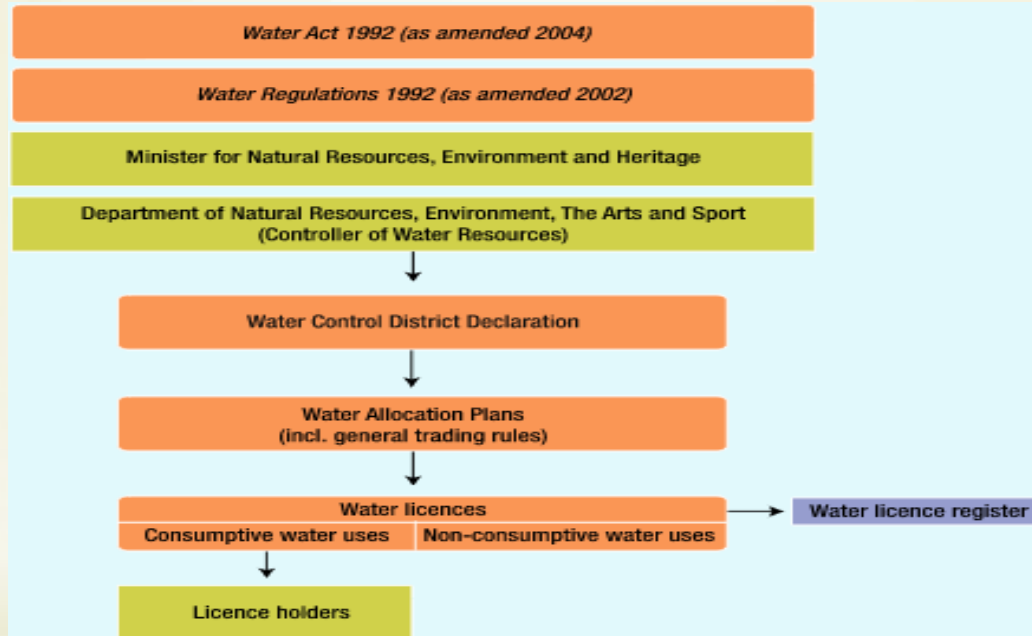 Water Act 1992 (as amended 2004)
Water Regulations 1992 (as amended 2002)
Minister for Natural Resources, Environment and Heritage
Department of Natural Resources, Environment, The Arts and Sport
(Controller of Water Resources)
Water Control District Declaration
Water Allocation Plans
(incl. general trading rules)
Water licences
Water licence register
Consumptive water uses
Non-consumptive water uses
Licence holders